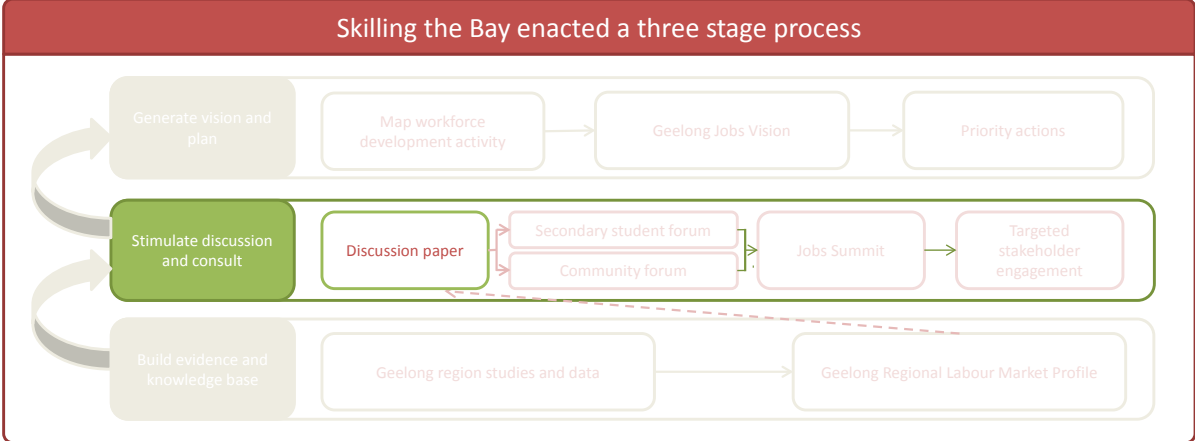 Skilling the Bay enacted a three stage process
Generate vision and
plan
Map workforce
development activity
Geelong Jobs Vision
Priority actions
Stimulate discussion
and consult
Discussion paper
Secondary student forum
Community forum
Jobs Summit
Targeted
stakeholder
engagement
Build evidence and
knowledge base
Geelong region studies and data
Geelong Regional Labour Market Profile